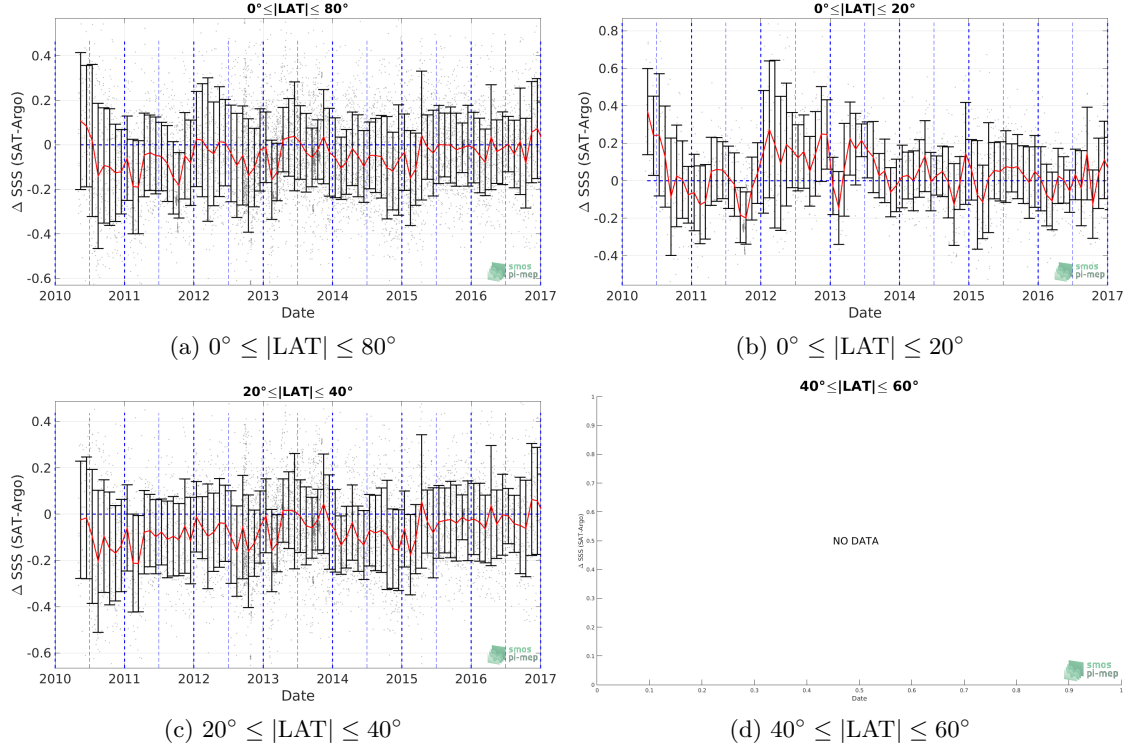 0°≤|LAT|≤ 80°
Δ SSS (SAT-Argo)
0.4
0.2
0
-0.2
-0.4
-0.6
2010 2011 2012 2013 2014 2015 2016 2017
Date
smos
pi-mep
(a) 0° ≤ |LAT| ≤ 80°
0°≤|LAT|≤ 20°
Δ SSS (SAT-Argo)
0.8
0.6
0.4
0.2
0
-0.2
-0.4
2010 2011 2012 2013 2014 2015 2016 2017
Date
smos
pi-mep
(b) 0° ≤ |LAT| ≤ 20°
20°≤|LAT|≤ 40°
Δ SSS (SAT-Argo)
0.4
0.2
0
-0.2
-0.4
-0.6
2010 2011 2012 2013 2014 2015 2016 2017
Date
smos
pi-mep
(c) 20° ≤ |LAT| ≤ 40°
40°≤|LAT|≤ 60°
Δ SSS (SAT-Argo)
1
0.9
0.8
0.7
0.6
0.5
0.4
0.3
0.2
0.1
0
NO DATA
0 0.1 0.2 0.3 0.4 0.5 0.6 0.7 0.8 0.9 1
Date
smos
pi-mep
(d) 40° ≤ |LAT| ≤ 60°